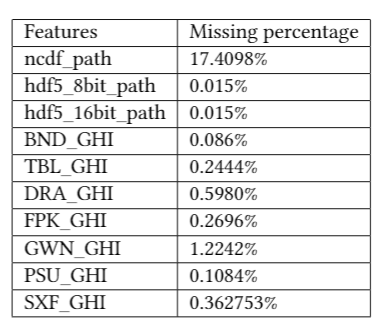 Features Missing percentage
ncdf_path 17.4098%
hdf5_8bit_path 0.015%
hdf5_16bit_path 0.015%
BND_GHI 0.086%
TBL_GHI 0.2444%
DRA_GHI 0.5980%
FPK_GHI 0.2696%
GWN_GHI 1.2242%
PSU_GHI 0.1084%
SXF_GHI 0.362753%